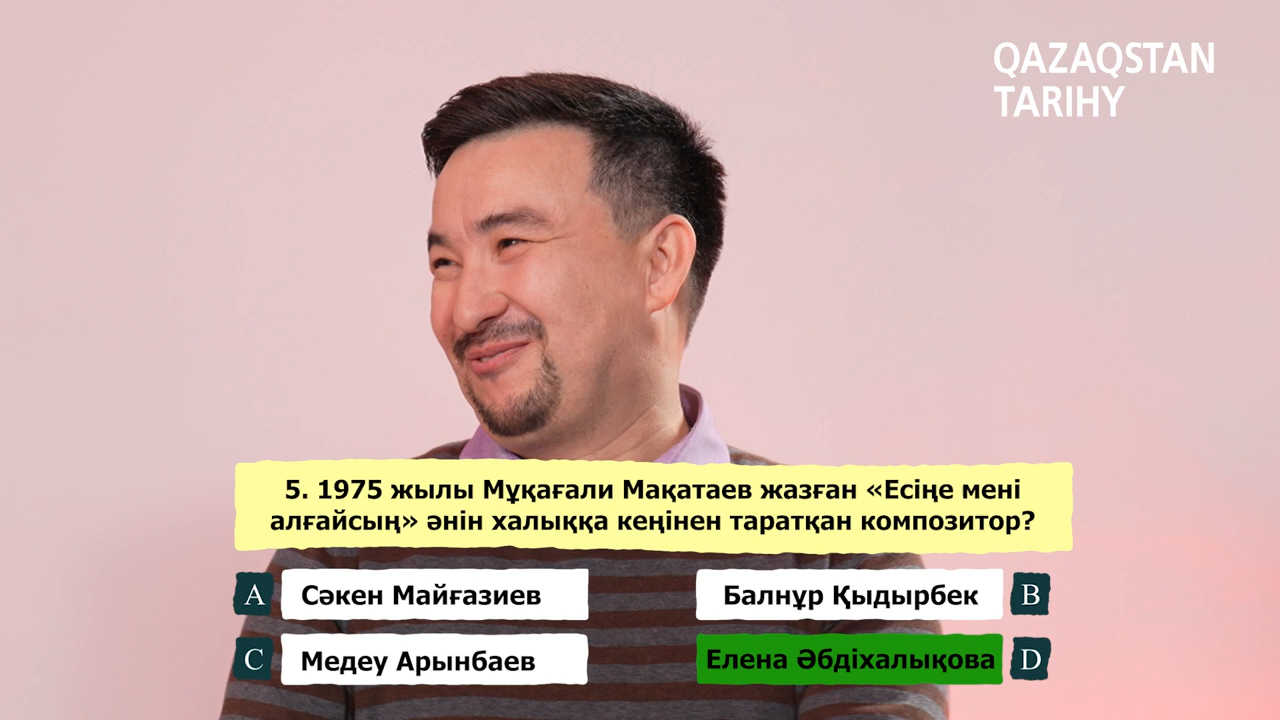 QAZAQSTAN
TARIHY
5. 1975 жылы Мұқағали Мақатаев жазған «Есіңе мені
алғайсың» әнін халыққа кеңінен таратқан композитор?
A Сәкен Майғазиев
Балнұр Қыдырбек B
C Медеу Арынбаев
Елена Әбдіхалықова D